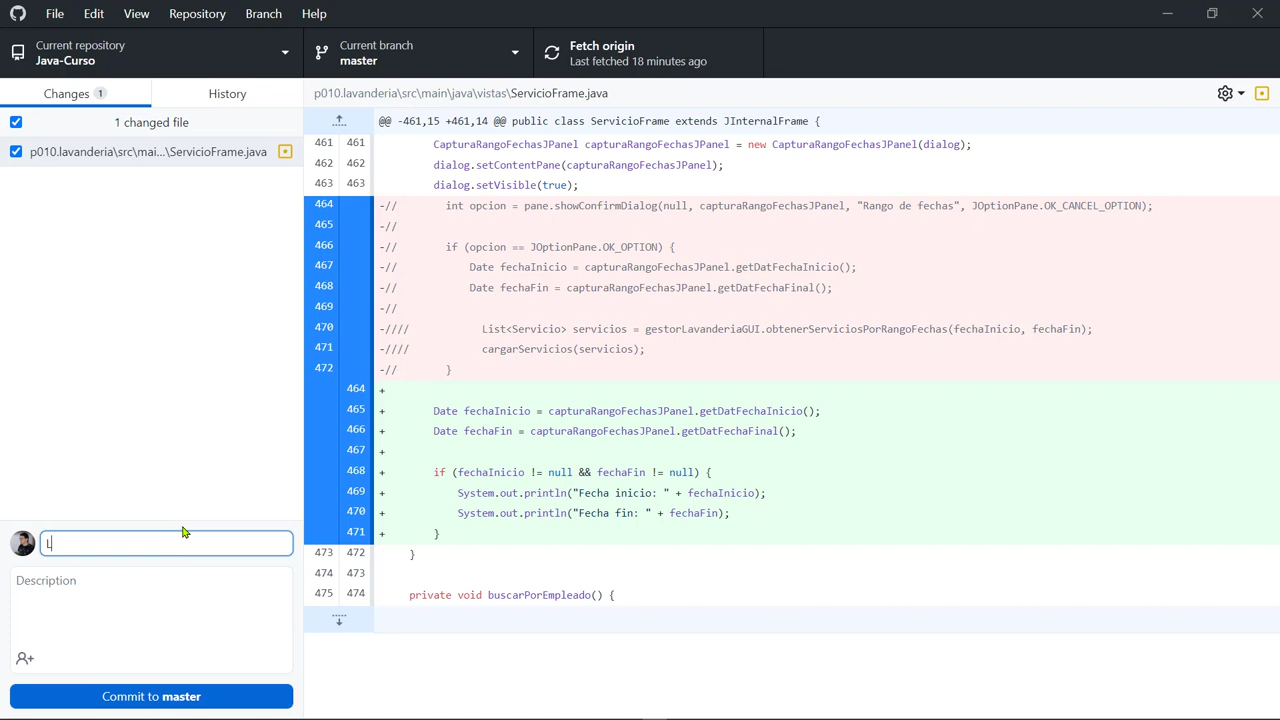 File Edit View Repository Branch Help
Current repository
Java-Curso
Current branch
master
Fetch origin
Last fetched 18 minutes ago
Changes 1
History
p010.lavanderia\src\main\java\vistas\ServicioFrame.java
1 changed file
p010.lavanderia\src\mai...\ServicioFrame.java
@@ -461,15 +461,14 @@ public class ServicioFrame extends JInternalFrame {
461 461 CapturaRangoFechasJPanel capturaRangoFechasJPanel = new CapturaRangoFechasJPanel(dialog);
462 462 dialog.setContentPane(capturaRangoFechasJPanel);
463 463 dialog.setVisible(true);
464 -// int opcion = pane.showConfirmDialog(null, capturaRangoFechasJPanel, "Rango de fechas", JOptionPane.OK_CANCEL_OPTION);
465 -//
466 -// if (opcion == JOptionPane.OK_OPTION) {
467 -// Date fechaInicio = capturaRangoFechasJPanel.getDatFechaInicio();
468 -// Date fechaFin = capturaRangoFechasJPanel.getDatFechaFinal();
469 -//
470 -//// List<Servicio> servicios = gestorLavanderiaGUI.obtenerServiciosPorRangoFechas(fechaInicio, fechaFin);
471 -//// cargarServicios(servicios);
472 -// }
464 +
465 + Date fechaInicio = capturaRangoFechasJPanel.getDatFechaInicio();
466 + Date fechaFin = capturaRangoFechasJPanel.getDatFechaFinal();
467 +
468 + if (fechaInicio != null && fechaFin != null) {
469 + System.out.println("Fecha inicio: " + fechaInicio);
470 + System.out.println("Fecha fin: " + fechaFin);
471 + }
473 472 }
474 473
475 474 private void buscarPorEmpleado() {
L
Description
Commit to master